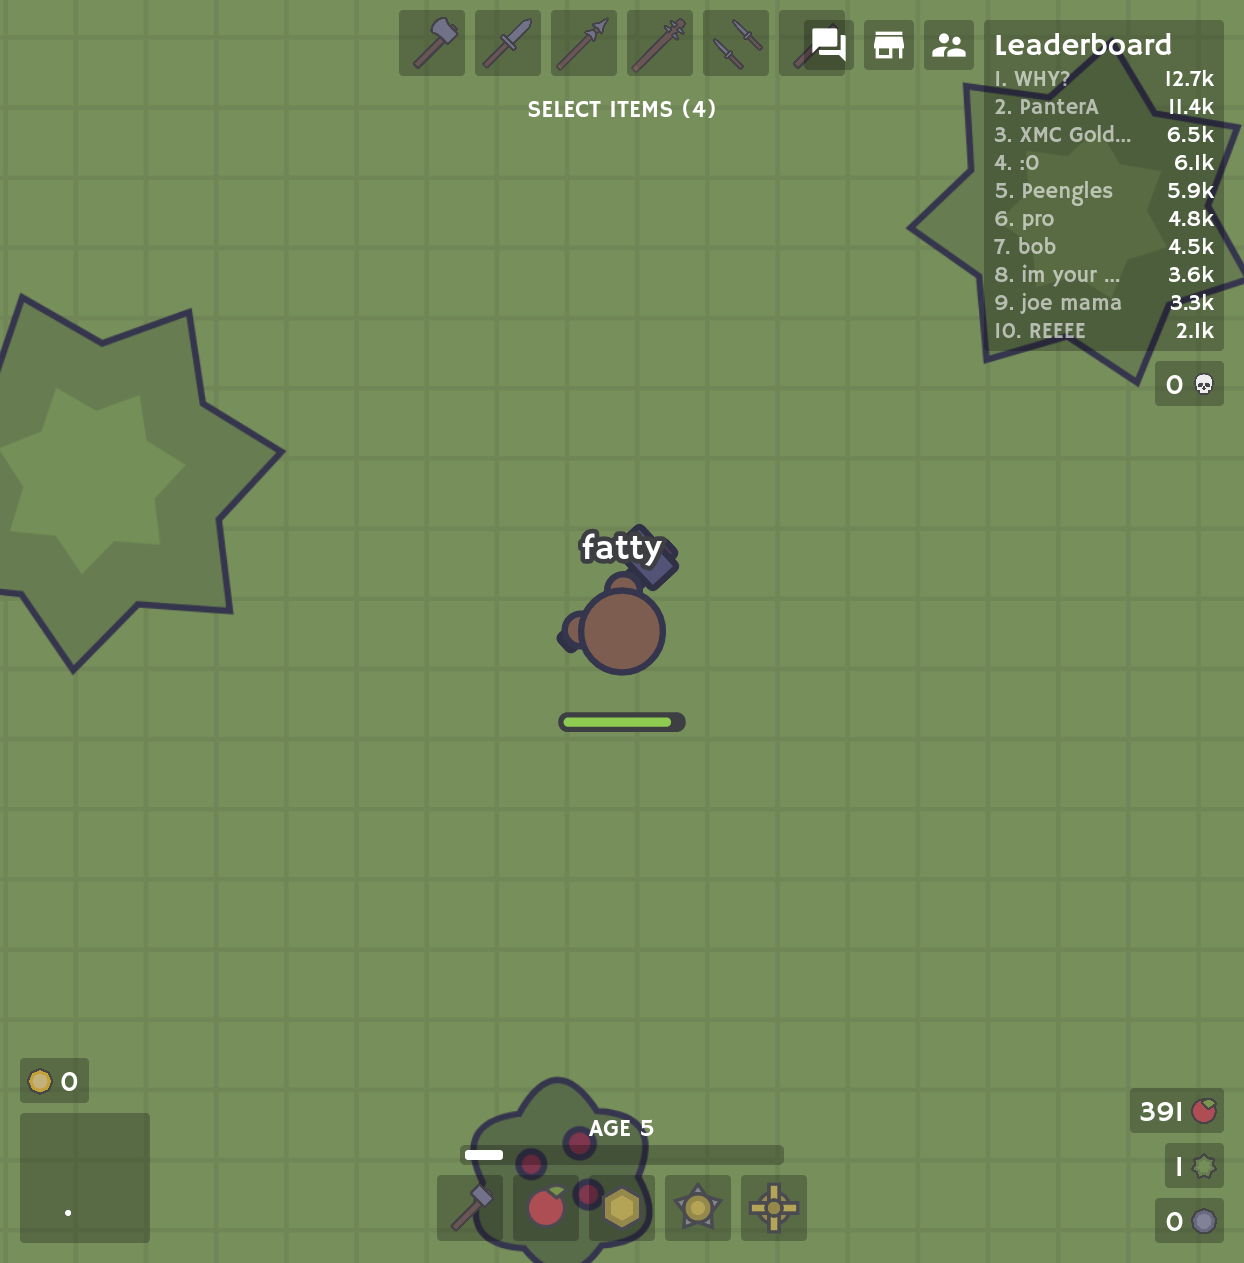 SELECT ITEMS (4)
Leaderboard
1. WHY? 12.7k
2. PanterA 11.4k
3. XMC Gold... 6.5k
4. :0 6.1k
5. Peengles 5.9k
6. pro 4.8k
7. bob 4.5k
8. im your ... 3.6k
9. joe mama 3.3k
10. REEEE 2.1k
0
fatty
0
391
AGE 5
1
0